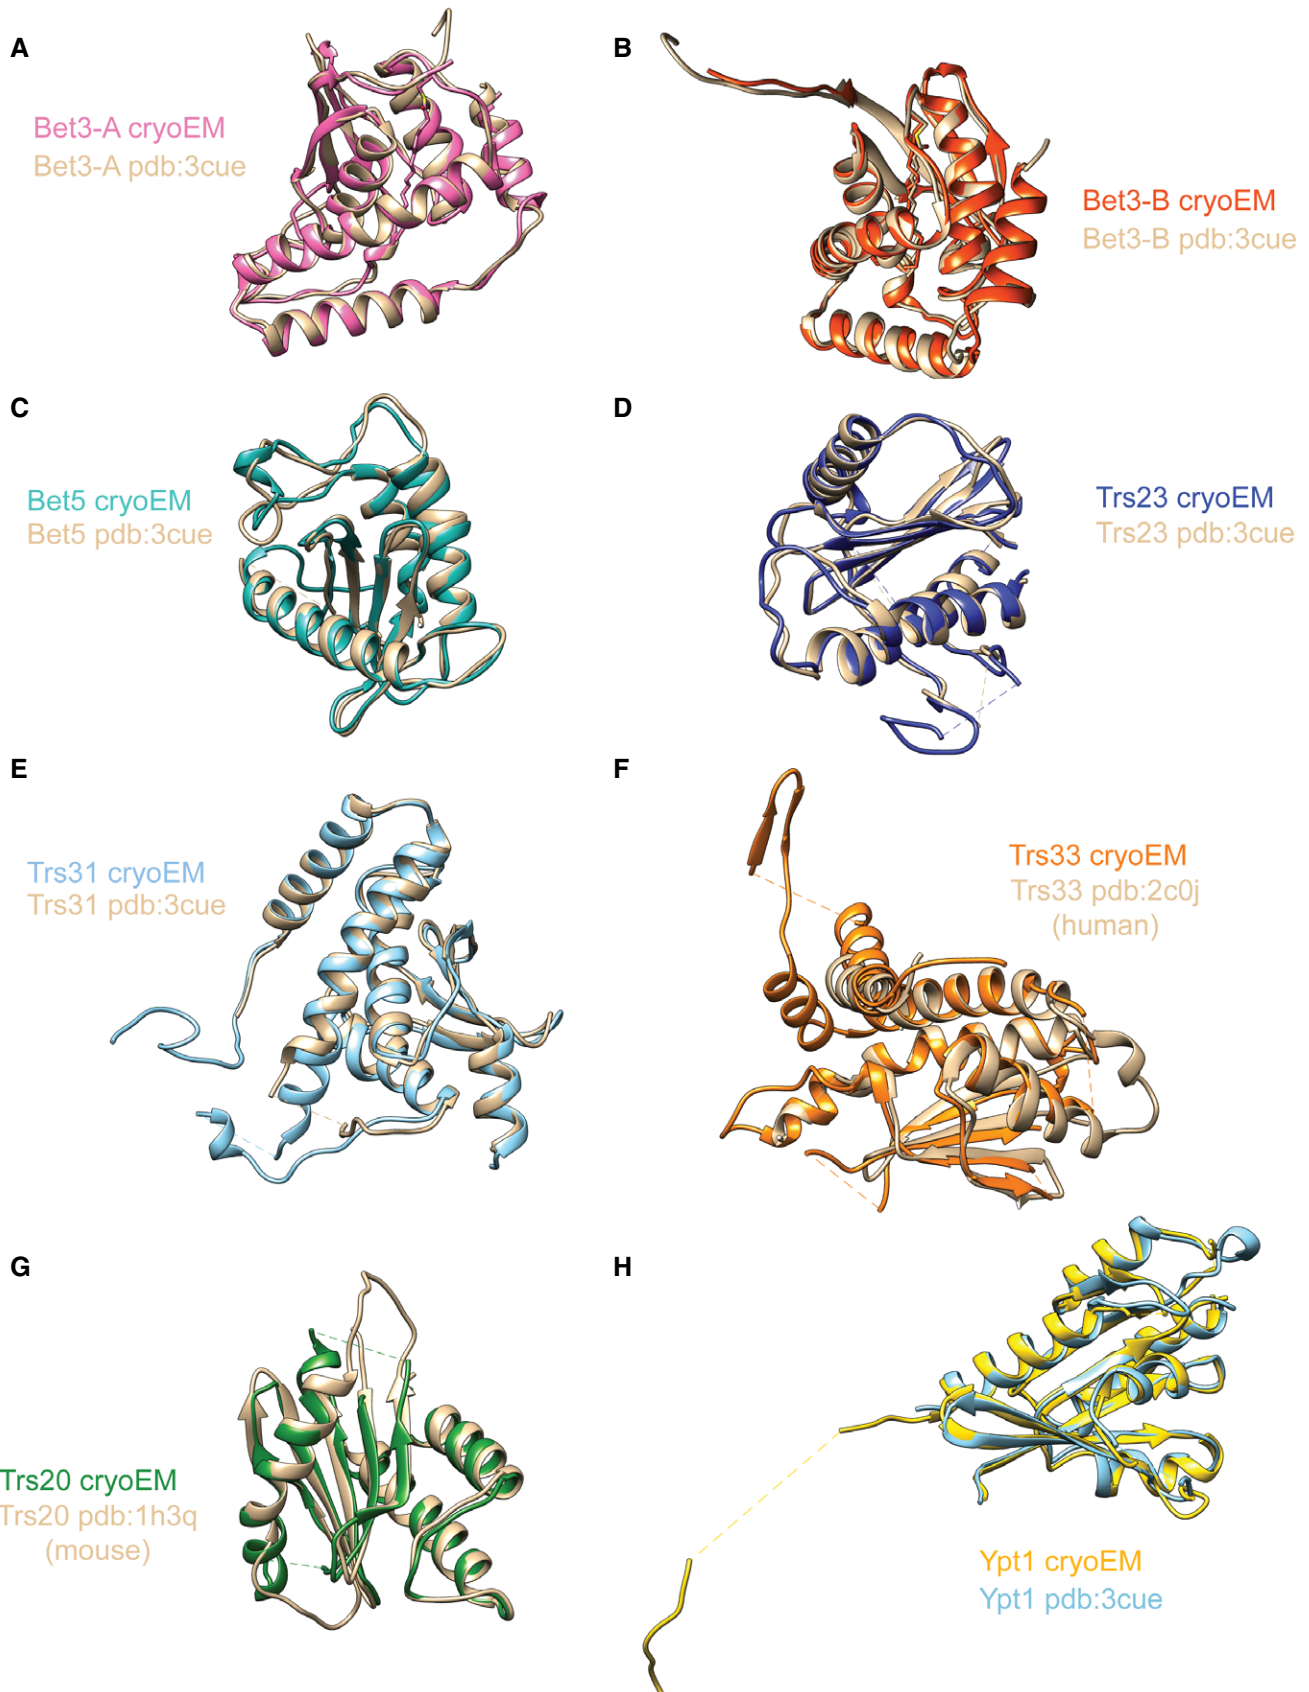 A
Bet3-A cryoEM
Bet3-A pdb:3cue
B
Bet3-B cryoEM
Bet3-B pdb:3cue
C
Bet5 cryoEM
Bet5 pdb:3cue
D
Trs23 cryoEM
Trs23 pdb:3cue
E
Trs31 cryoEM
Trs31 pdb:3cue
F
Trs33 cryoEM
Trs33 pdb:2c0j
(human)
G
Trs20 cryoEM
Trs20 pdb:1h3q
(mouse)
H
Ypt1 cryoEM
Ypt1 pdb:3cue